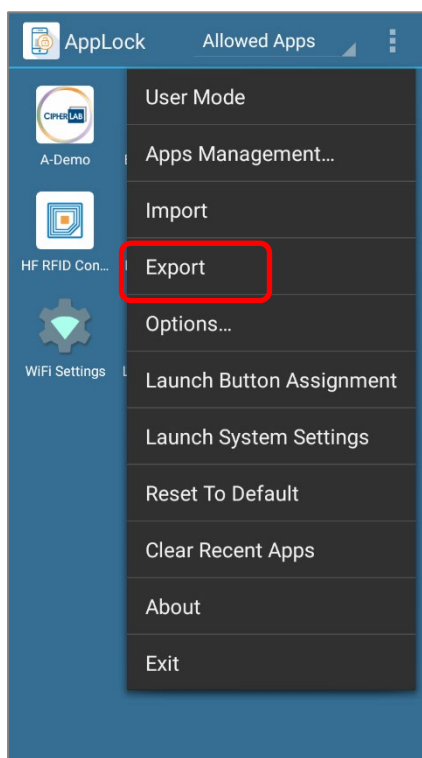 AppLock
Allowed Apps
CIPHERLAB
A-Demo
HF RFID Con...
WiFi Settings
User Mode
Apps Management...
Import
Export
Options...
Launch Button Assignment
Launch System Settings
Reset To Default
Clear Recent Apps
About
Exit